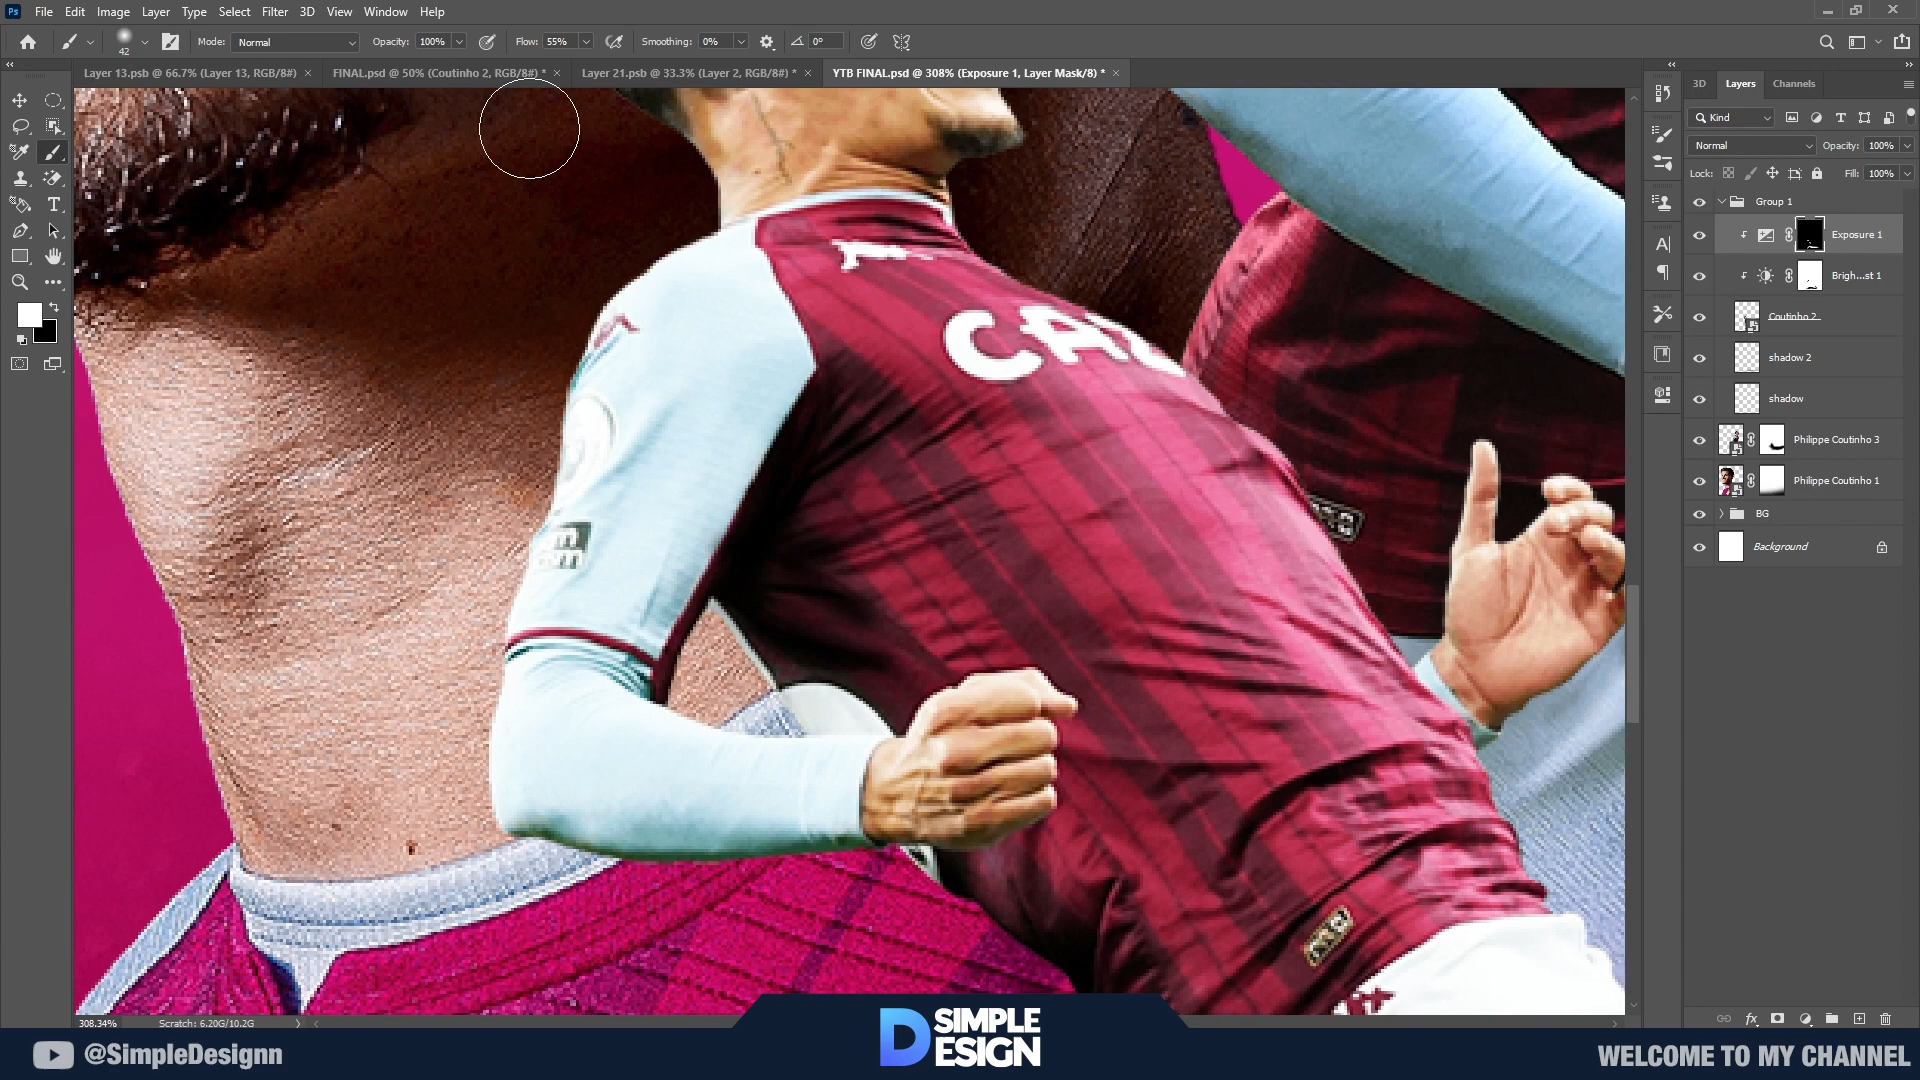 Ps File Edit Image Layer Type Select Filter 3D View Window Help
42 Mode: Normal Opacity: 100% Flow: 55% Smoothing: 0% 0°
Layer 13.psb @ 66.7% (Layer 13, RGB/8#) × FINAL.psd @ 50% (Coutinho 2, RGB/8#) * × Layer 21.psb @ 33.3% (Layer 2, RGB/8#) * × YTB FINAL.psd @ 308% (Exposure 1, Layer Mask/8) * ×
3D Layers Channels
Kind
Normal Opacity: 100%
Lock: Fill: 100%
Group 1
Exposure 1
Brigh...st 1
Coutinho 2
shadow 2
shadow
Philippe Coutinho 3
Philippe Coutinho 1
BG
Background
308.34% Scratch: 6.20G/10.2G
@SimpleDesignn
SIMPLE
DESIGN
WELCOME TO MY CHANNEL